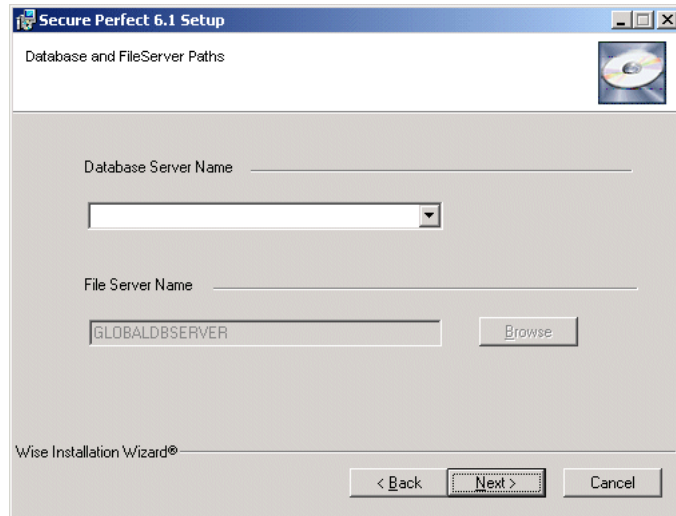 Secure Perfect 6.1 Setup
Database and FileServer Paths
Database Server Name
File Server Name
GLOBALDBSERVER
Browse
Wise Installation Wizard®
< Back
Next >
Cancel